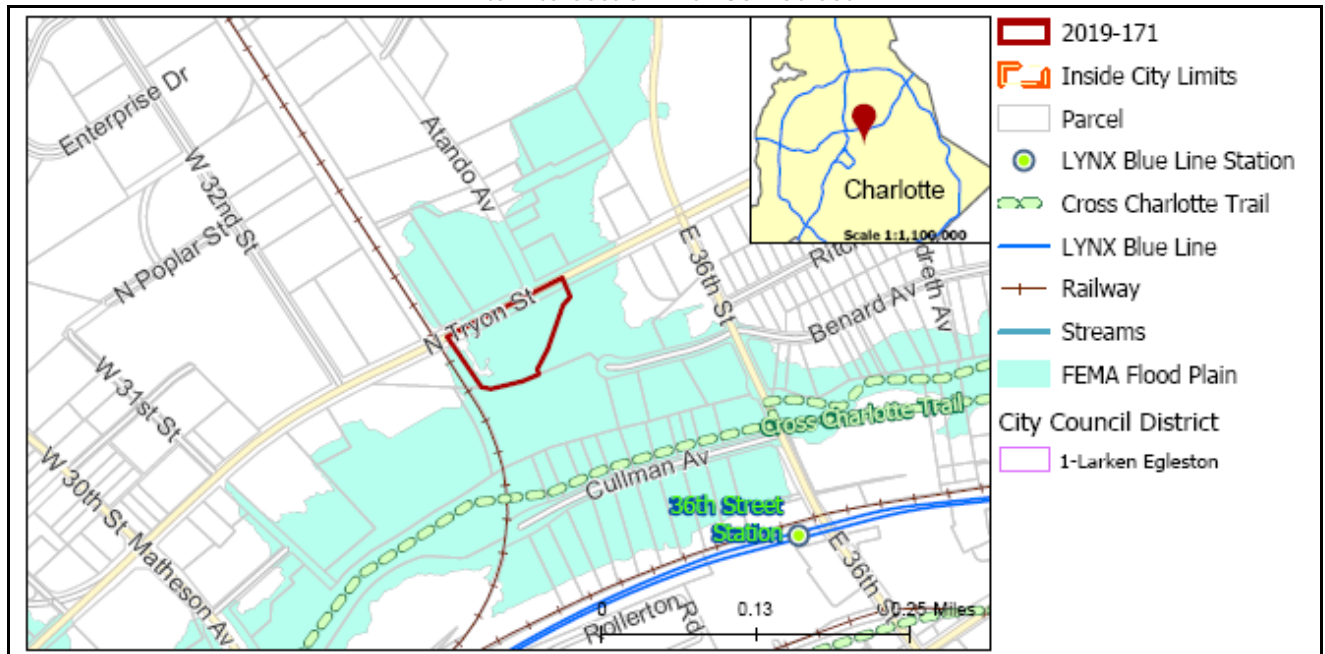 Enterprise Dr
W 32nd St
N Poplar St
W 31st St
W 30th St
Matheson Av
Atando Av
N Tryon St
E 36th St
Benard Av
Cross Charlotte Trail
Cullman Av
36th Street
Station
E 36th
Rollerton
Rd
0
0.13
0.25 Miles
Charlotte
Scale 1:1,100,000
2019-171
Inside City Limits
Parcel
LYNX Blue Line Station
Cross Charlotte Trail
LYNX Blue Line
Railway
Streams
FEMA Flood Plain
City Council District
1-Larken Egleston